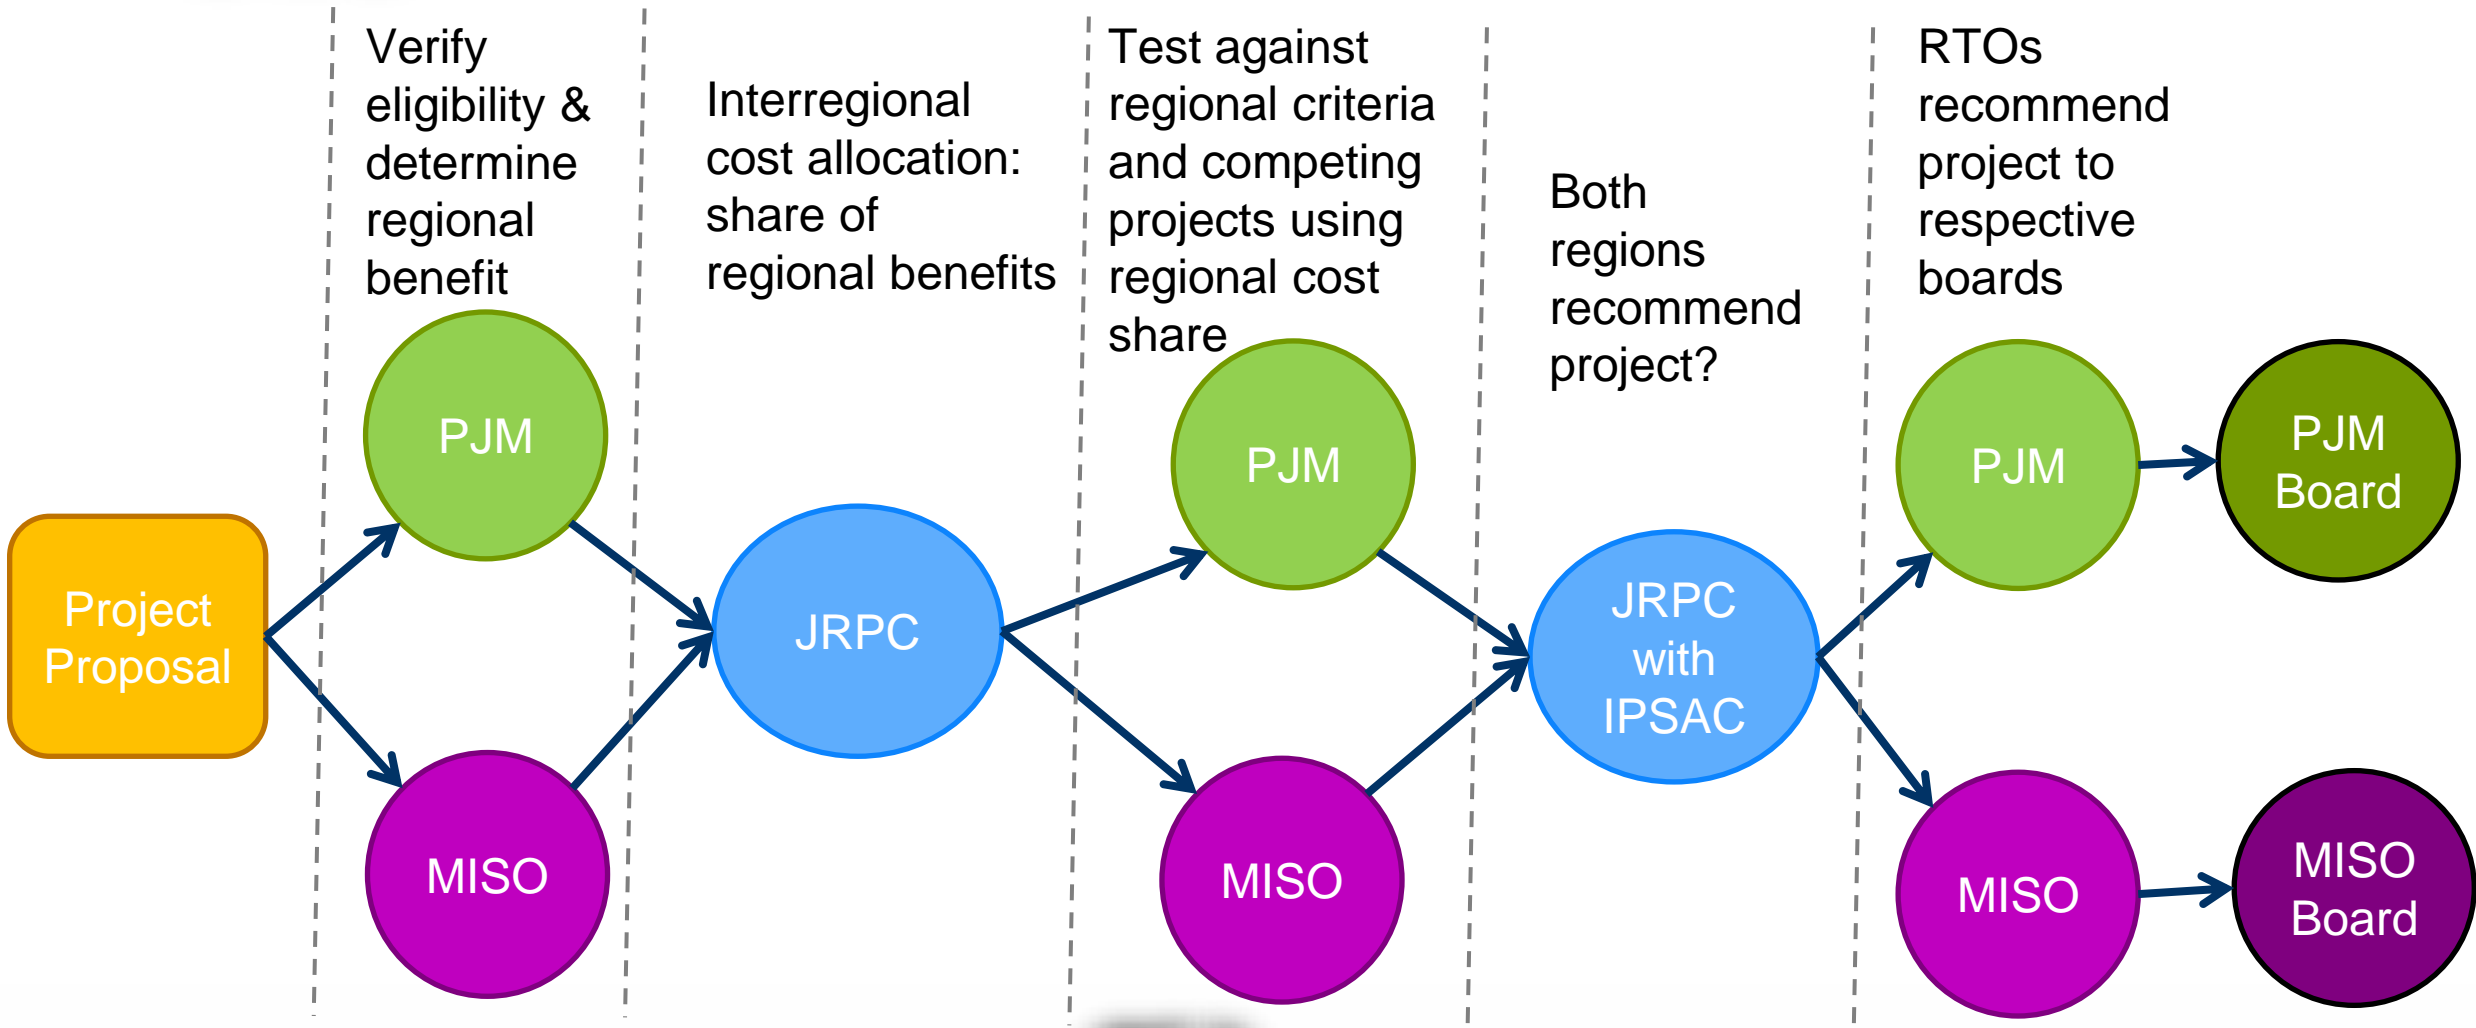 Verify
eligibility &
determine
regional
benefit
Interregional
cost allocation:
share of
regional benefits
Test against
regional criteria
and competing
projects using
regional cost
share
Both
regions
recommend
project?
RTOs
recommend
project to
respective
boards
Project
Proposal
PJM
MISO
JRPC
PJM
MISO
JRPC
with
IPSAC
PJM
MISO
PJM
Board
MISO
Board